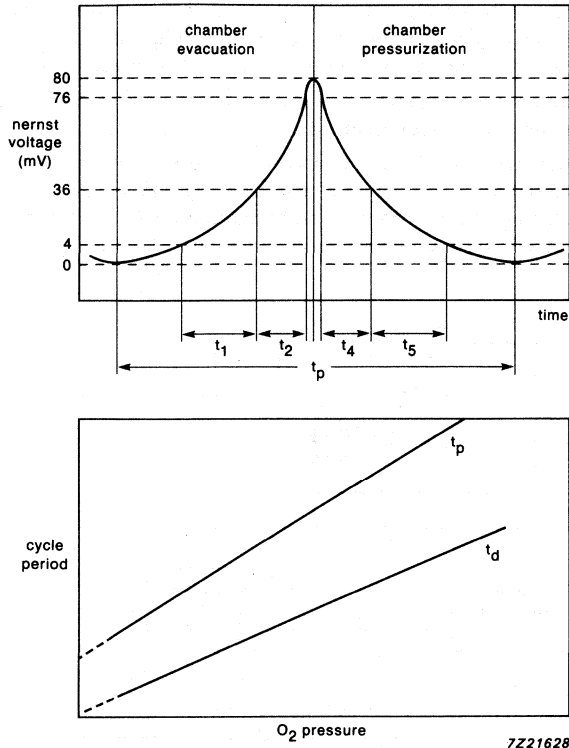 chamber
evacuation
chamber
pressurization
nernst
voltage
(mV)
80
76
36
4
0
time
t1
t2
t4
t5
tp
cycle
period
tp
td
O2 pressure
7Z21628